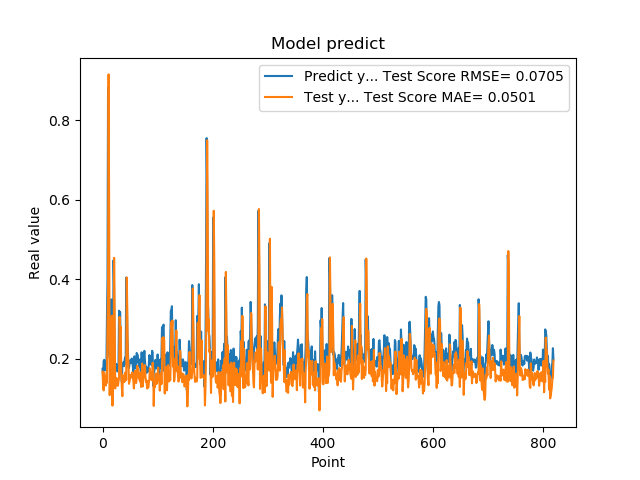 Model predict
Predict y... Test Score RMSE= 0.0705
Test y... Test Score MAE= 0.0501
Real value
0.8
0.6
0.4
0.2
0 200 400 600 800
Point